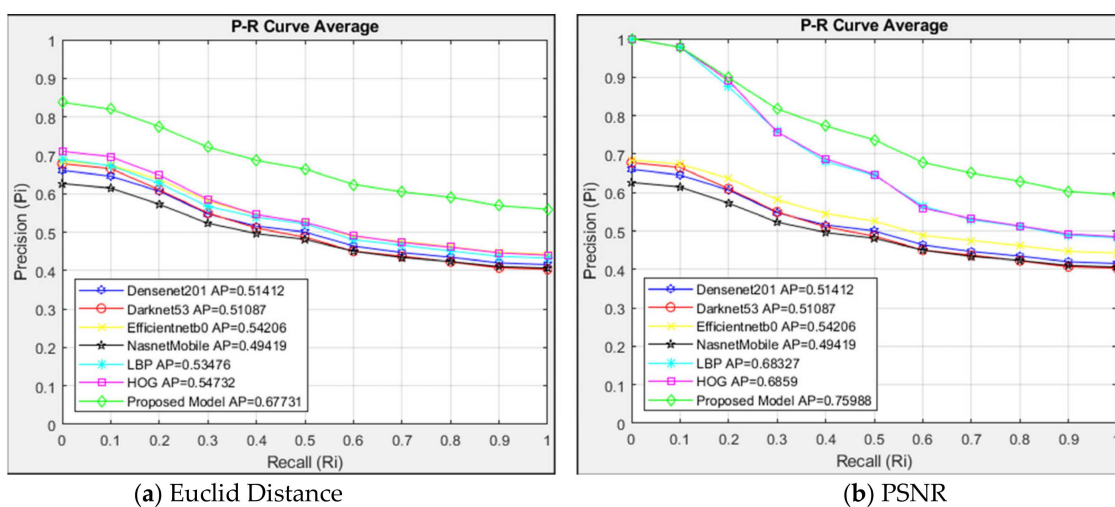 P-R Curve Average
1
0.9
0.8
0.7
0.6
0.5
0.4
0.3
0.2
0.1
0
Precision (Pi)
Densenet201 AP=0.51412
Darknet53 AP=0.51087
Efficientnetb0 AP=0.54206
NasnetMobile AP=0.49419
LBP AP=0.53476
HOG AP=0.54732
Proposed Model AP=0.67731
0 0.1 0.2 0.3 0.4 0.5 0.6 0.7 0.8 0.9 1
Recall (Ri)
(a) Euclid Distance
P-R Curve Average
1
0.9
0.8
0.7
0.6
0.5
0.4
0.3
0.2
0.1
0
Precision (Pi)
Densenet201 AP=0.51412
Darknet53 AP=0.51087
Efficientnetb0 AP=0.54206
NasnetMobile AP=0.49419
LBP AP=0.68327
HOG AP=0.6859
Proposed Model AP=0.75988
0 0.1 0.2 0.3 0.4 0.5 0.6 0.7 0.8 0.9 1
Recall (Ri)
(b) PSNR